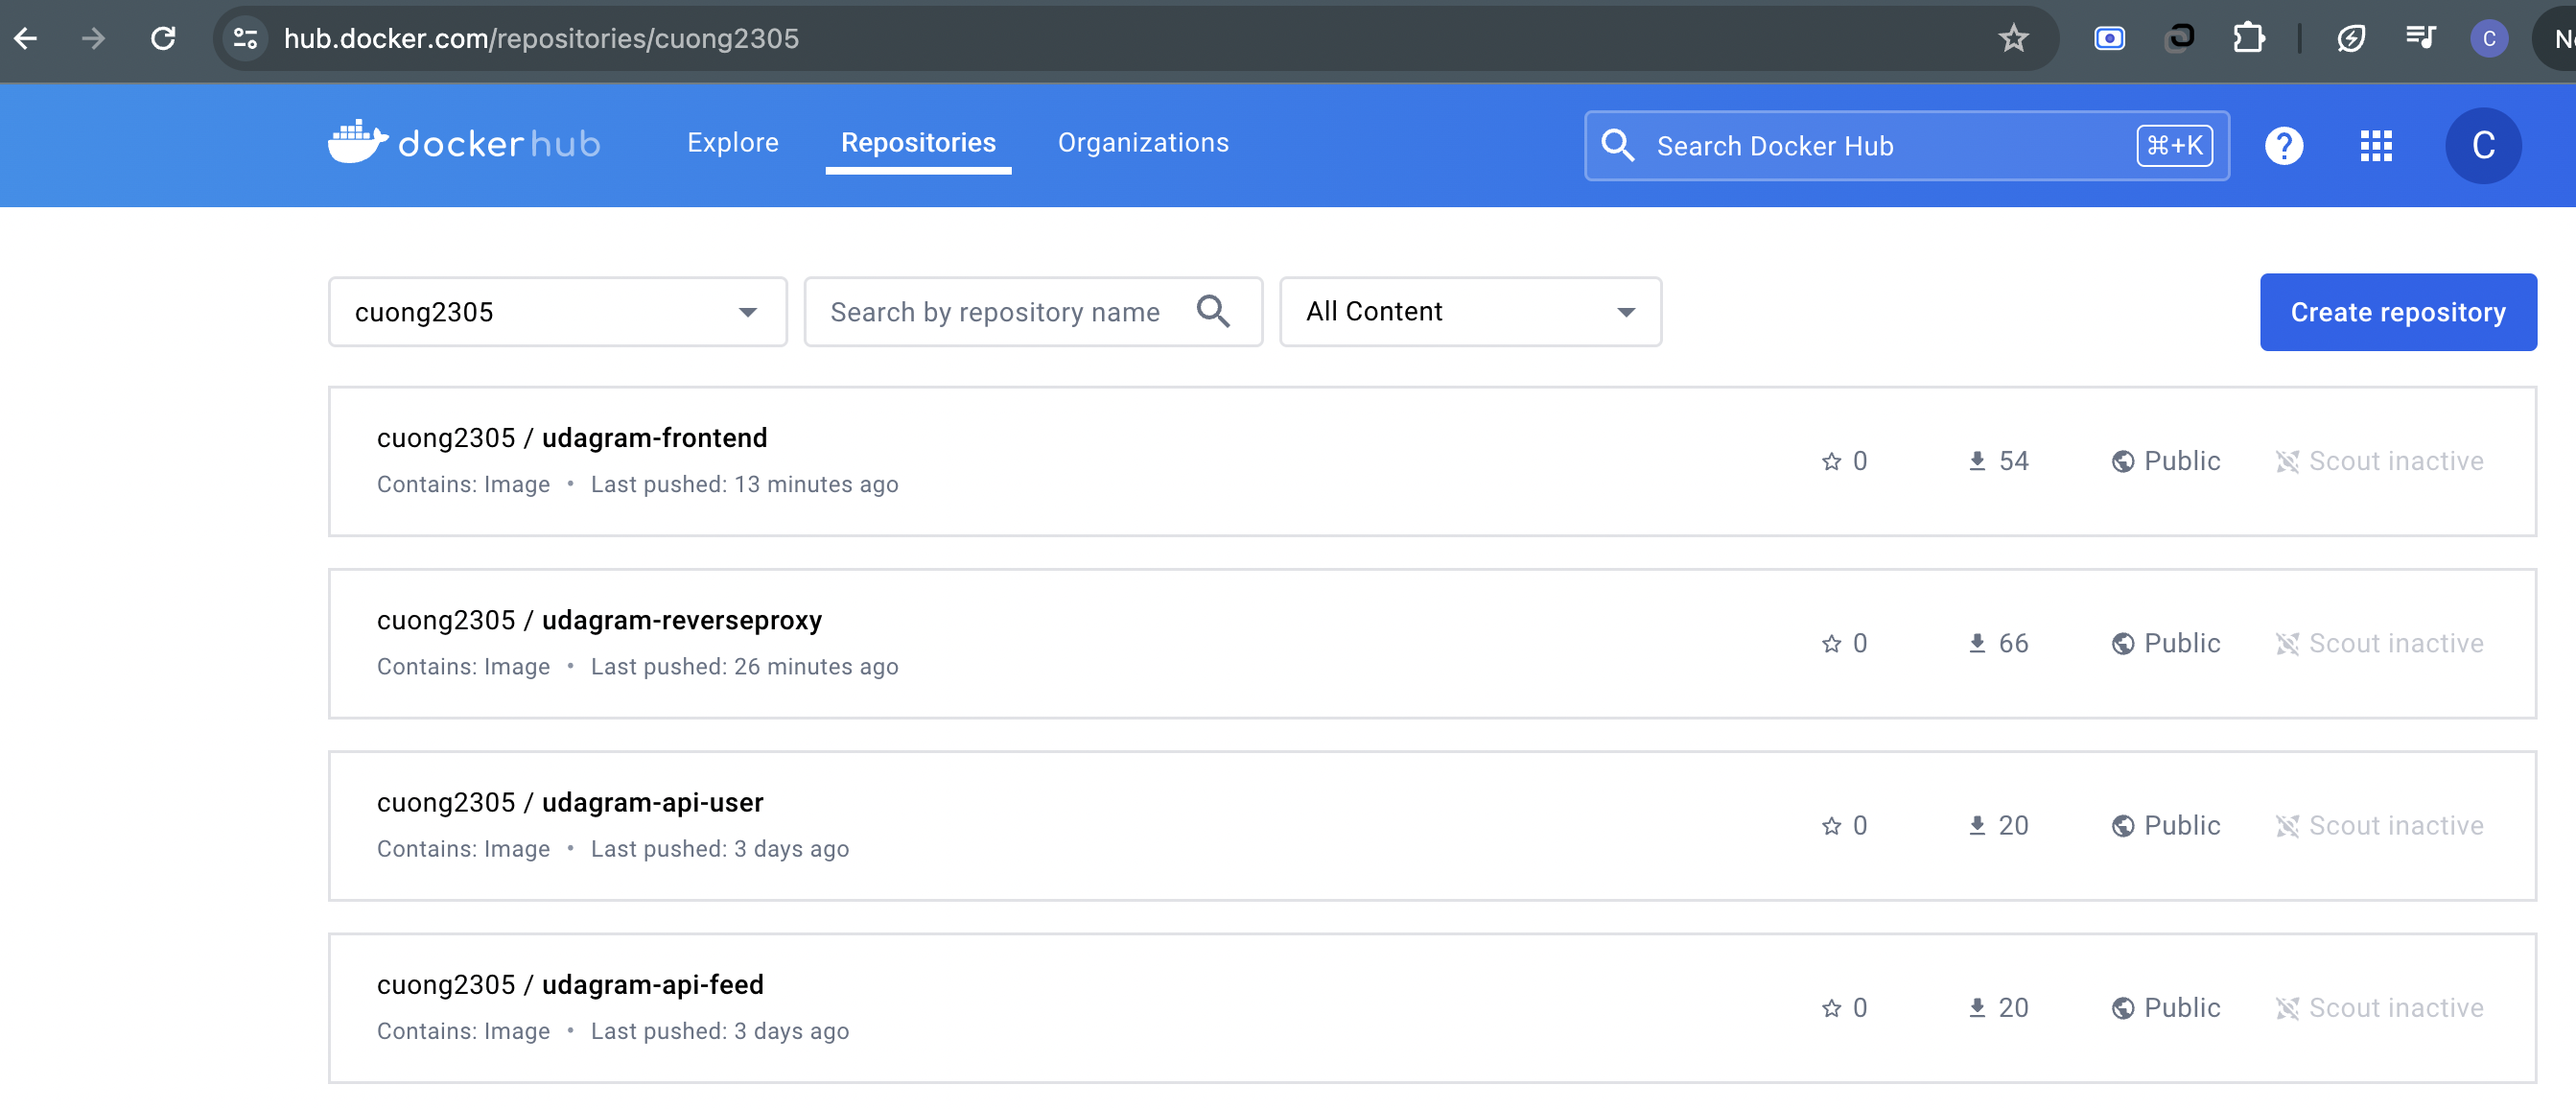 hub.docker.com/repositories/cuong2305
C
docker hub
Explore
Repositories
Organizations
Search Docker Hub
⌘+K
?
C
cuong2305
Search by repository name
All Content
Create repository
cuong2305 / udagram-frontend
0
54
Public
Scout inactive
Contains: Image • Last pushed: 13 minutes ago
cuong2305 / udagram-reverseproxy
0
66
Public
Scout inactive
Contains: Image • Last pushed: 26 minutes ago
cuong2305 / udagram-api-user
0
20
Public
Scout inactive
Contains: Image • Last pushed: 3 days ago
cuong2305 / udagram-api-feed
0
20
Public
Scout inactive
Contains: Image • Last pushed: 3 days ago